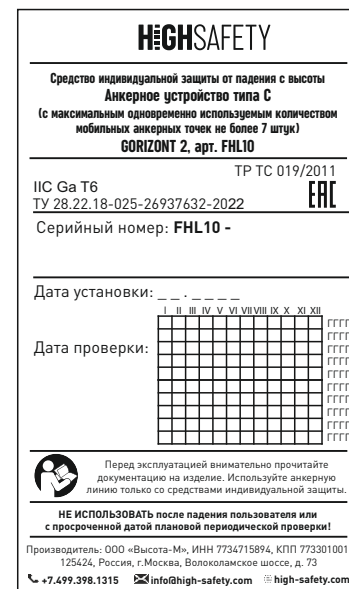 HIGHSAFETY
Средство индивидуальной защиты от падения с высоты
Анкерное устройство типа С
(с максимальным одновременно используемым количеством
мобильных анкерных точек не более 7 штук)
GORIZONT 2, арт. FHL10
ТР ТС 019/2011
IIC Ga T6
EAC
ТУ 28.22.18-025-26937632-2022
Серийный номер: FHL10 -
Дата установки: _ _ . _ _ _ _
I II III IV V VI VII VIII IX X XI XII
Дата проверки:
ГГГГ
ГГГГ
ГГГГ
ГГГГ
ГГГГ
ГГГГ
ГГГГ
ГГГГ
ГГГГ
ГГГГ
Перед эксплуатацией внимательно прочитайте
документацию на изделие. Используйте анкерную
линию только со средствами индивидуальной защиты.
НЕ ИСПОЛЬЗОВАТЬ после падения пользователя или
с просроченной датой плановой периодической проверки!
Производитель: ООО «Высота-М», ИНН 7734715894, КПП 773301001
125424, Россия, г.Москва, Волоколамское шоссе, д. 73
+7.499.398.1315 info@high-safety.com high-safety.com